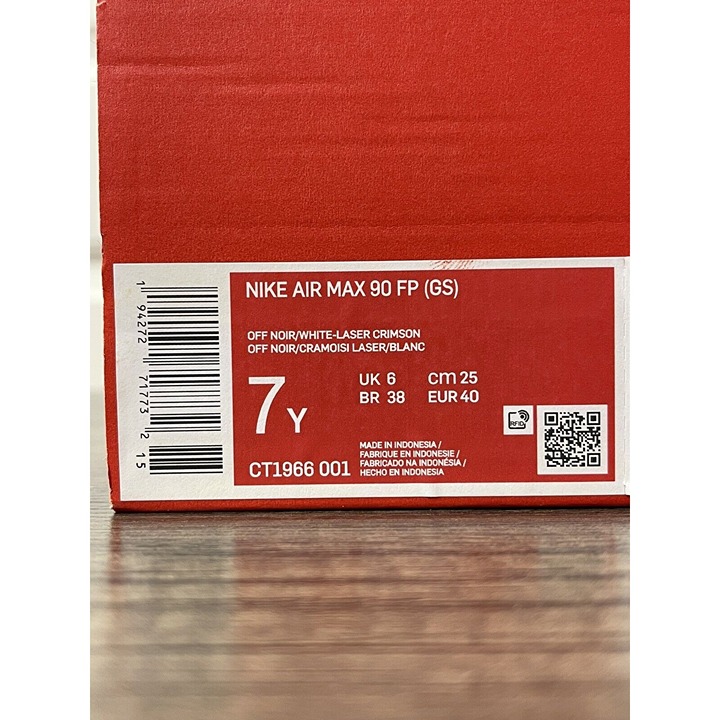 NIKE AIR MAX 90 FP (GS)
OFF NOIR/WHITE-LASER CRIMSON
OFF NOIR/CRAMOISI LASER/BLANC
7 Y
UK 6 cm 25
BR 38 EUR 40
CT1966 001
MADE IN INDONESIA /
FABRIQUE EN INDONESIE /
FABRICADO NA INDONÉSIA /
HECHO EN INDONESIA
RFID
1 94272 71773 2 15